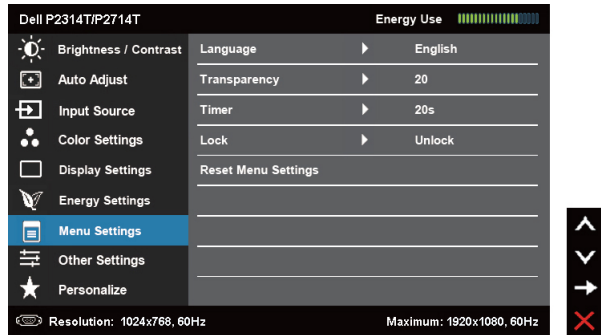 Dell P2314T/P2714T Energy Use
Brightness / Contrast Language English
Auto Adjust Transparency 20
Input Source Timer 20s
Color Settings Lock Unlock
Display Settings Reset Menu Settings
Energy Settings
Menu Settings
Other Settings
Personalize
Resolution: 1024x768, 60Hz Maximum: 1920x1080, 60Hz